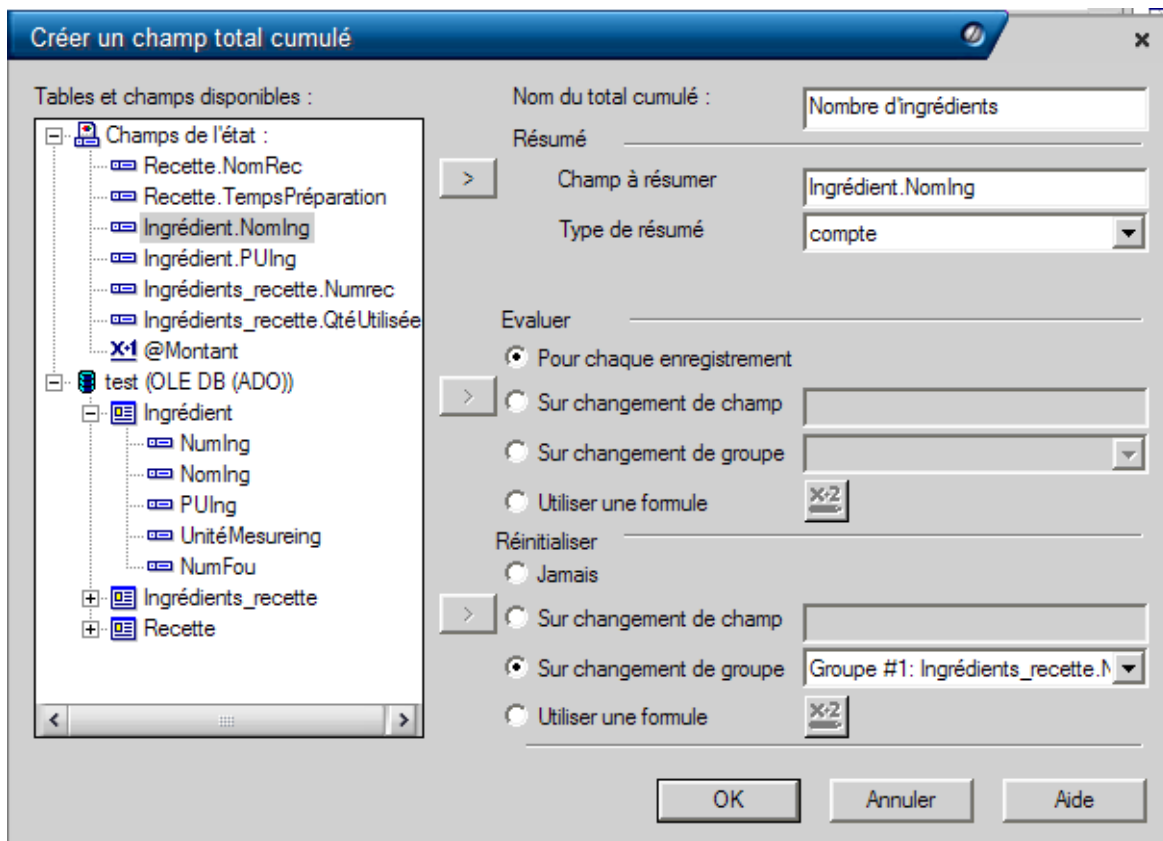 Créer un champ total cumulé
Tables et champs disponibles :
Champs de l'état :
Recette.NomRec
Recette.TempsPréparation
Ingrédient.NomIng
Ingrédient.PUIng
Ingrédients_recette.Numrec
Ingrédients_recette.QtéUtilisée
@Montant
test (OLE DB (ADO))
Ingrédient
NumIng
NomIng
PUIng
UnitéMesureing
NumFou
Ingrédients_recette
Recette
Nom du total cumulé :
Nombre d'ingrédients
Résumé
>
Champ à résumer
Ingrédient.NomIng
Type de résumé
compte
Evaluer
Pour chaque enregistrement
>
Sur changement de champ
Sur changement de groupe
Utiliser une formule
X+2
Réinitialiser
Jamais
>
Sur changement de champ
Sur changement de groupe
Groupe #1: Ingrédients_recette.N
Utiliser une formule
X+2
OK
Annuler
Aide